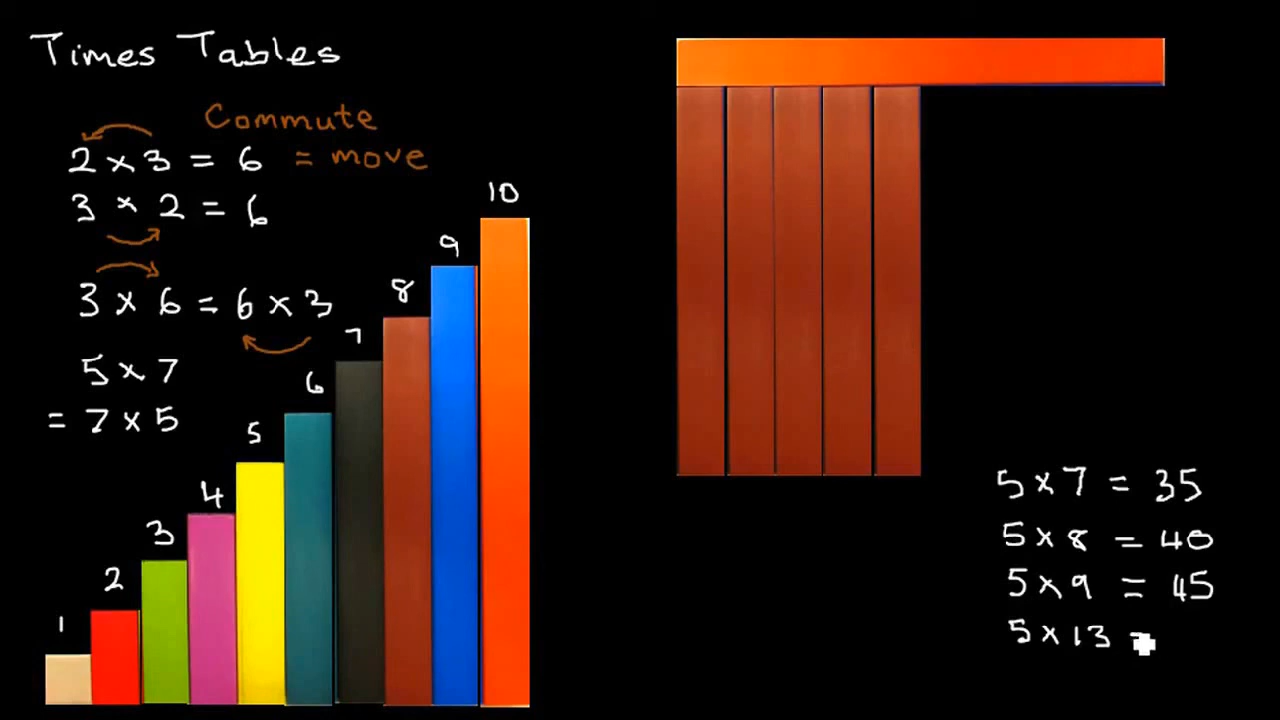 Times Tables
Commute
2 × 3 = 6 = move
3 × 2 = 6
3 × 6 = 6 × 3
5 × 7
= 7 × 5
1
2
3
4
5
6
7
8
9
10
5 × 7 = 35
5 × 8 = 40
5 × 9 = 45
5 × 13 =